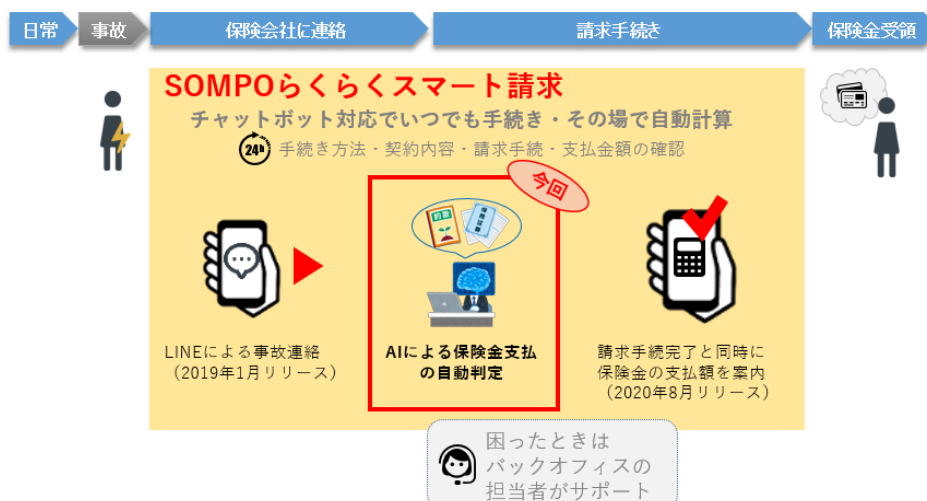 日常
事故
保険会社に連絡
請求手続き
保険金受領
SOMPOらくらくスマート請求
チャットボット対応でいつでも手続き・その場で自動計算
24h
手続き方法・契約内容・請求手続・支払金額の確認
今回
約款
保険証券
LINEによる事故連絡
（2019年1月リリース）
AIによる保険金支払
の自動判定
請求手続完了と同時に
保険金の支払額を案内
（2020年8月リリース）
困ったときは
バックオフィスの
担当者がサポート